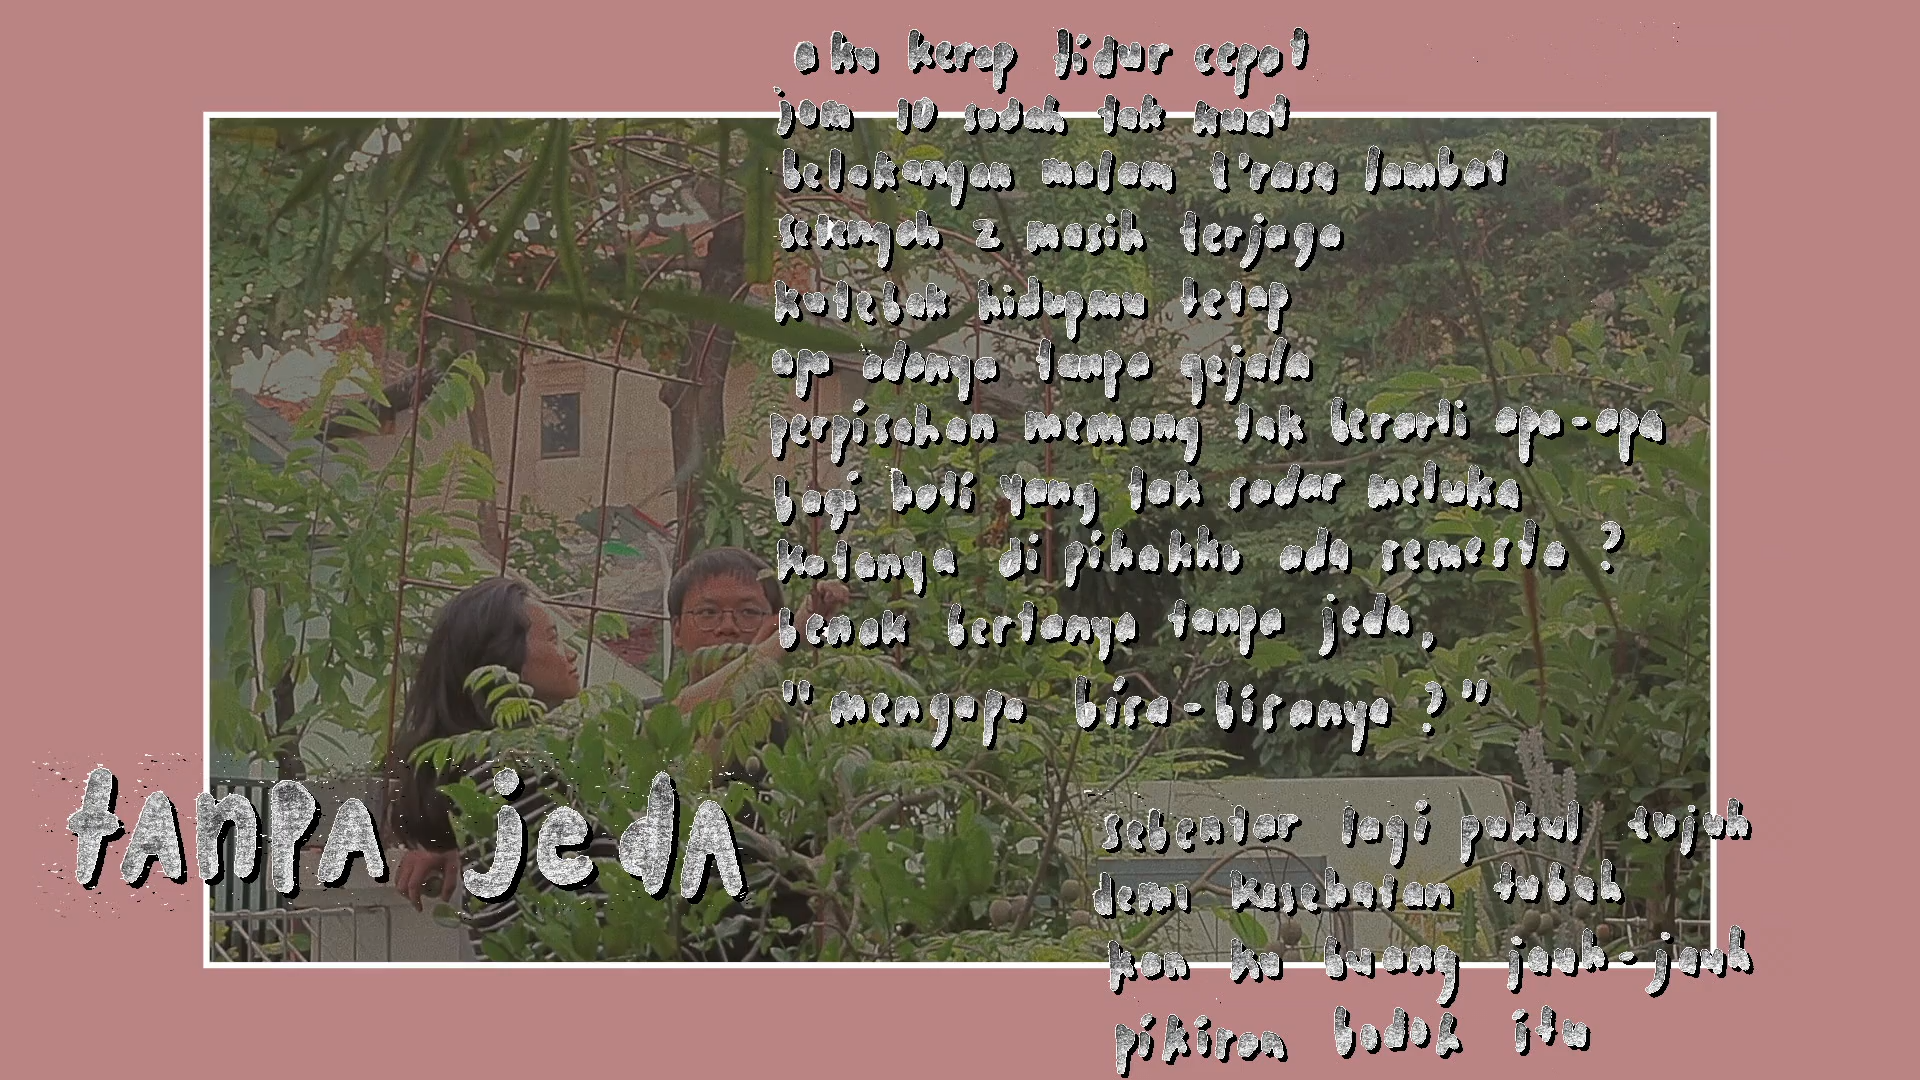 aku kerap tidur cepat
jam 10 sudah tak kuat
belakangan malam t'rasa lambat
setengah 2 masih terjaga
kutebak hidupmu tetap
apa adanya tanpa gejala
perpisahan memang tak berarti apa-apa
bagi hati yang tak sadar meluka
katanya di pihakku ada semesta?
benak bertanya tanpa jeda,
"mengapa bira-biranya?"
tanpa jeda
sebentar lagi pukul tujuh
demi kesehatan tubuh
kan ku buang jauh-jauh
pikiran bodoh itu